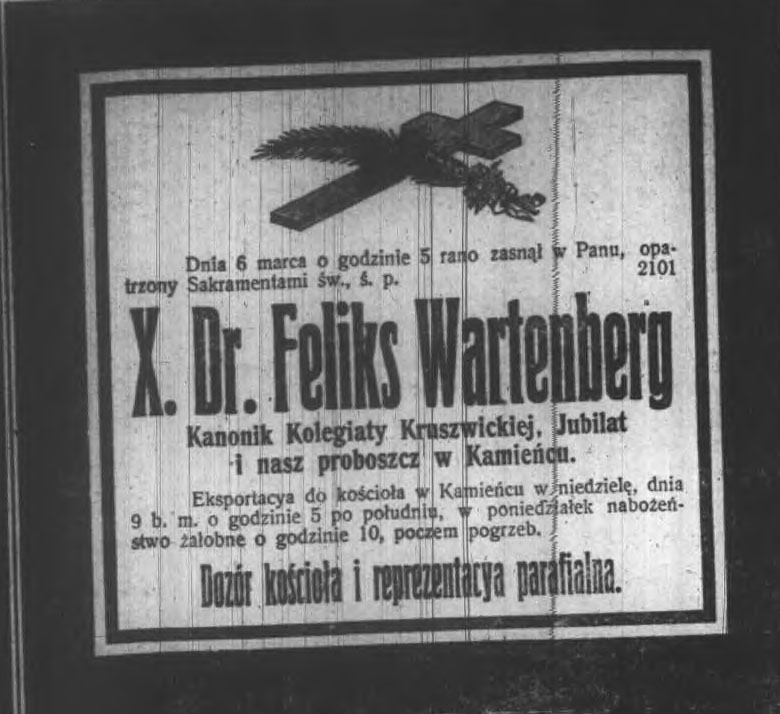 Dnia 6 marca o godzinie 5 rano zasnął w Panu, opa-
trzony Sakramentami św., ś. p. 2101
X. Dr. Feliks Wartenberg
Kanonik Kolegiaty Kruszwickiej, Jubilat
i nasz proboszcz w Kamieńcu.
Eksportacya do kościoła w Kamieńcu w niedzielę, dnia
9 b. m. o godzinie 5 po południu, w poniedziałek nabożeń-
stwo żałobne o godzinie 10, poczem pogrzeb.
Dozór kościoła i reprezentacya parafialna.